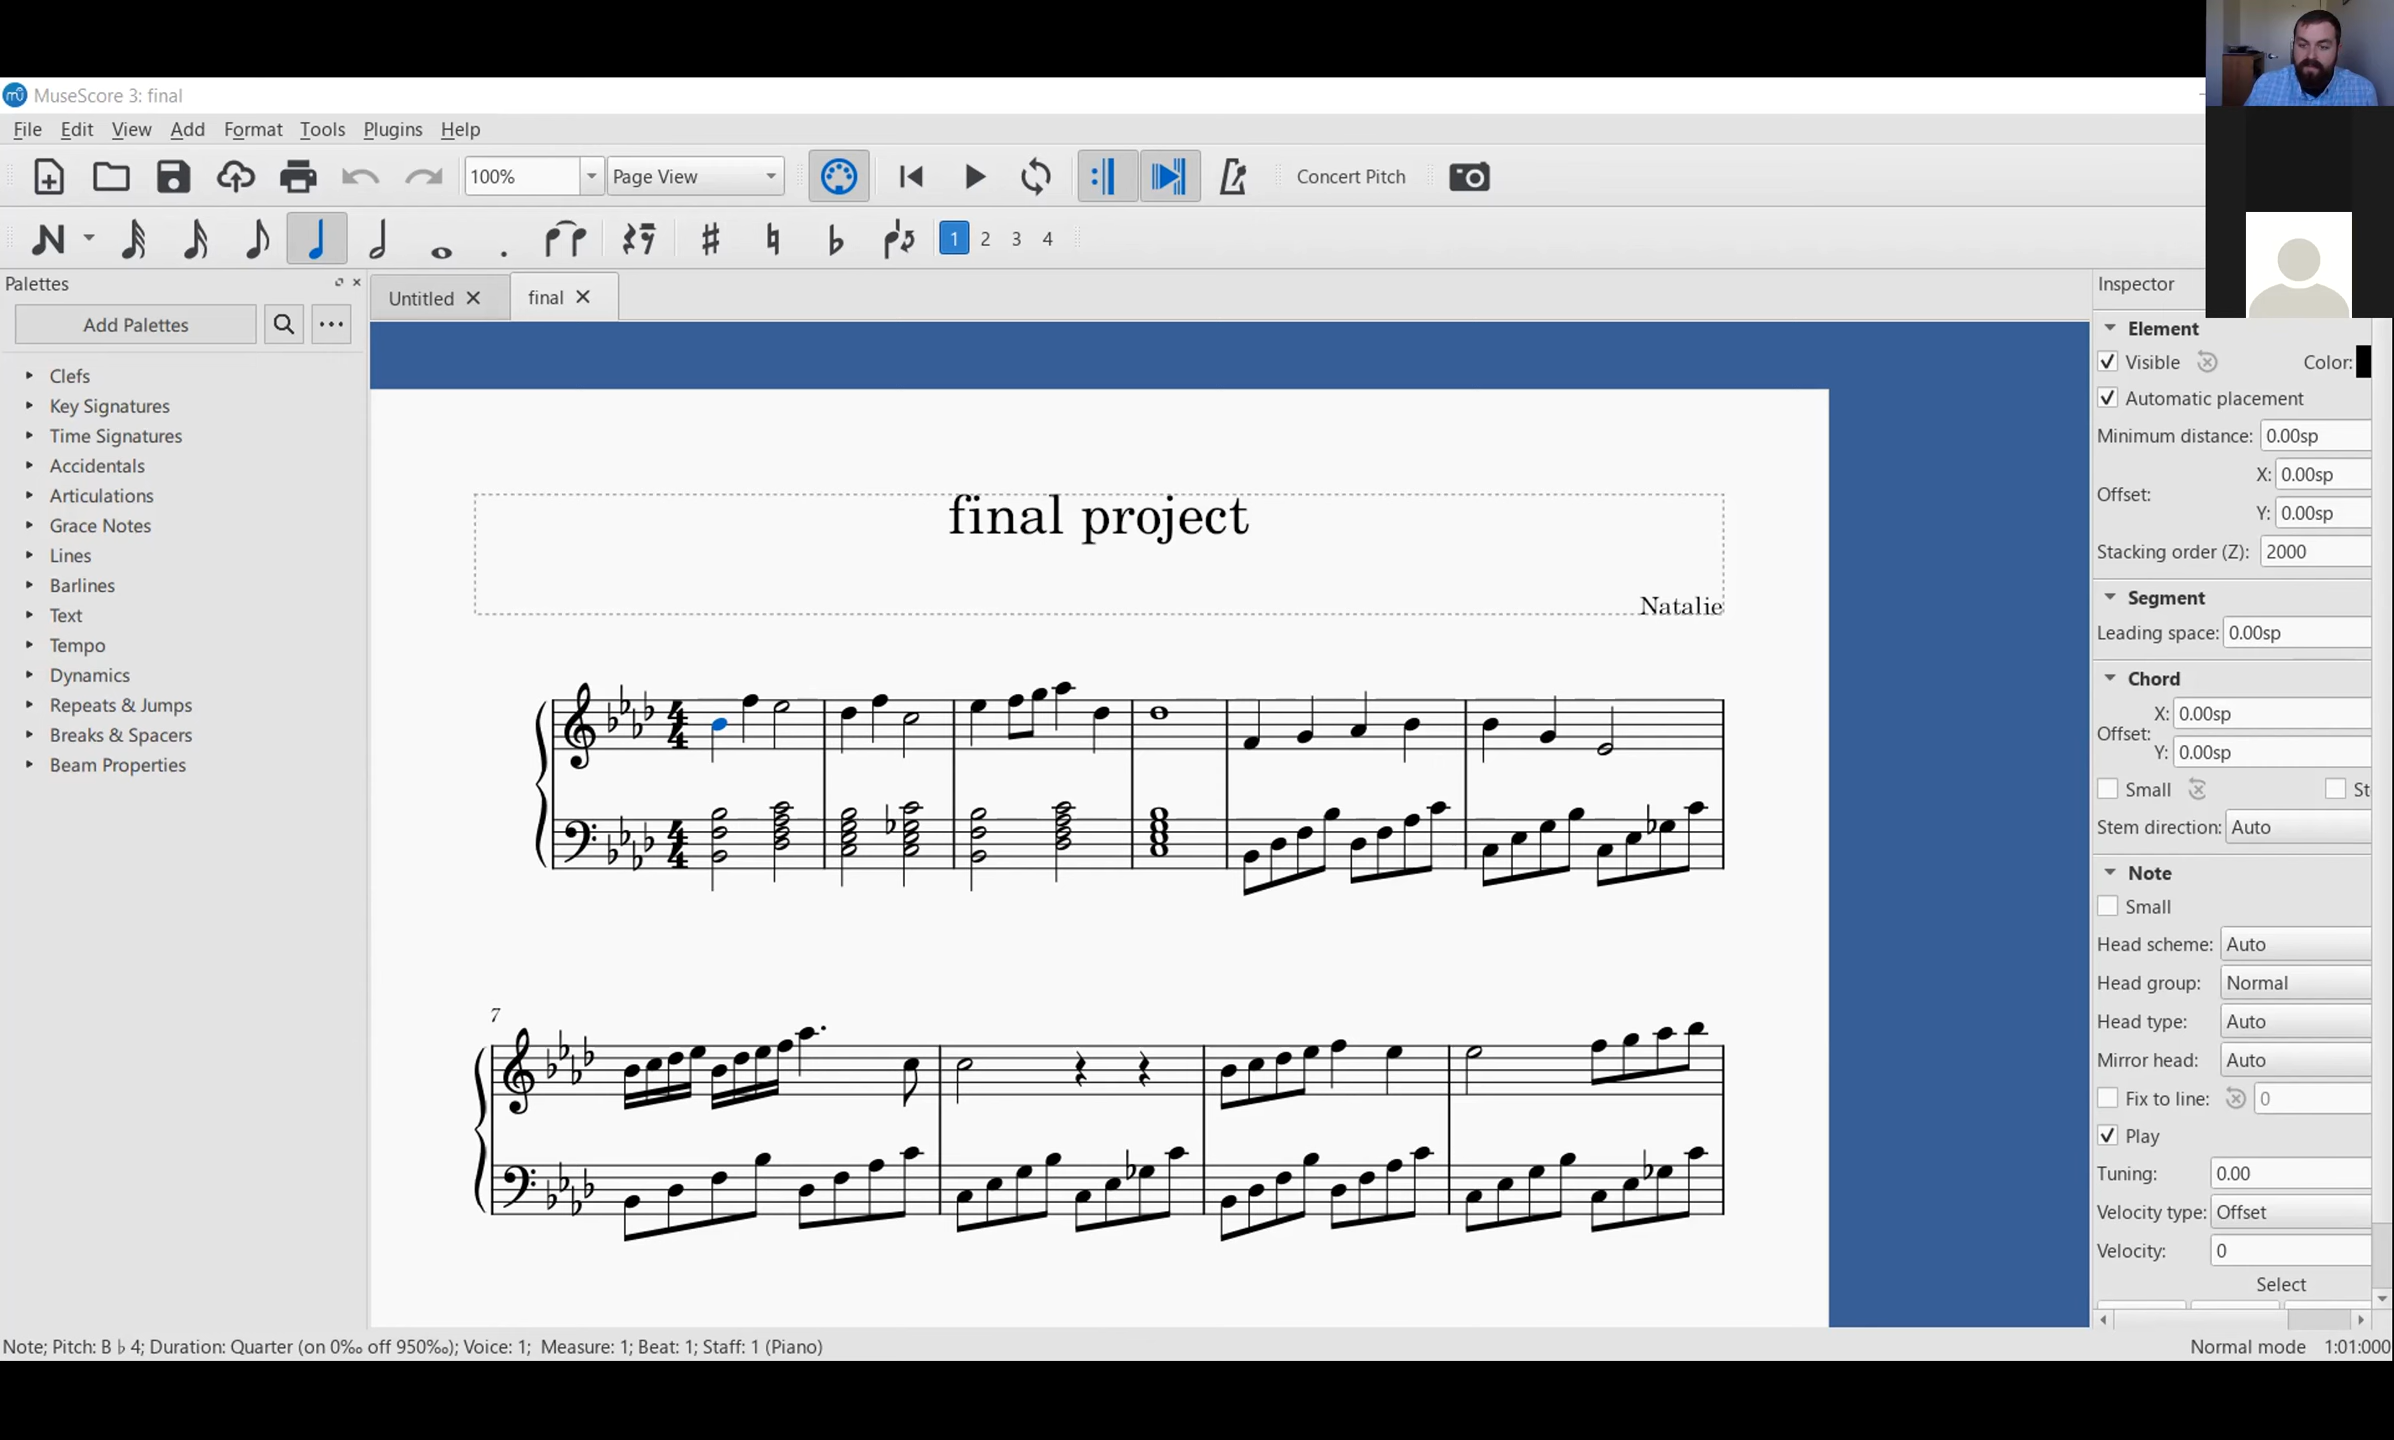 MuseScore 3: final
File Edit View Add Format Tools Plugins Help
100% Page View Concert Pitch
1 2 3 4
Palettes
Add Palettes
Clefs
Key Signatures
Time Signatures
Accidentals
Articulations
Grace Notes
Lines
Barlines
Text
Tempo
Dynamics
Repeats & Jumps
Breaks & Spacers
Beam Properties
Untitled
final
final project
Natalie
7
Inspector
Element
Visible Color:
Automatic placement
Minimum distance: 0.00sp
X: 0.00sp
Offset:
Y: 0.00sp
Stacking order (Z): 2000
Segment
Leading space: 0.00sp
Chord
X: 0.00sp
Offset:
Y: 0.00sp
Small St
Stem direction: Auto
Note
Small
Head scheme: Auto
Head group: Normal
Head type: Auto
Mirror head: Auto
Fix to line: 0
Play
Tuning: 0.00
Velocity type: Offset
Velocity: 0
Select
Note; Pitch: B♭4; Duration: Quarter (on 0‰ off 950‰); Voice: 1; Measure: 1; Beat: 1; Staff: 1 (Piano)
Normal mode 1:01:000